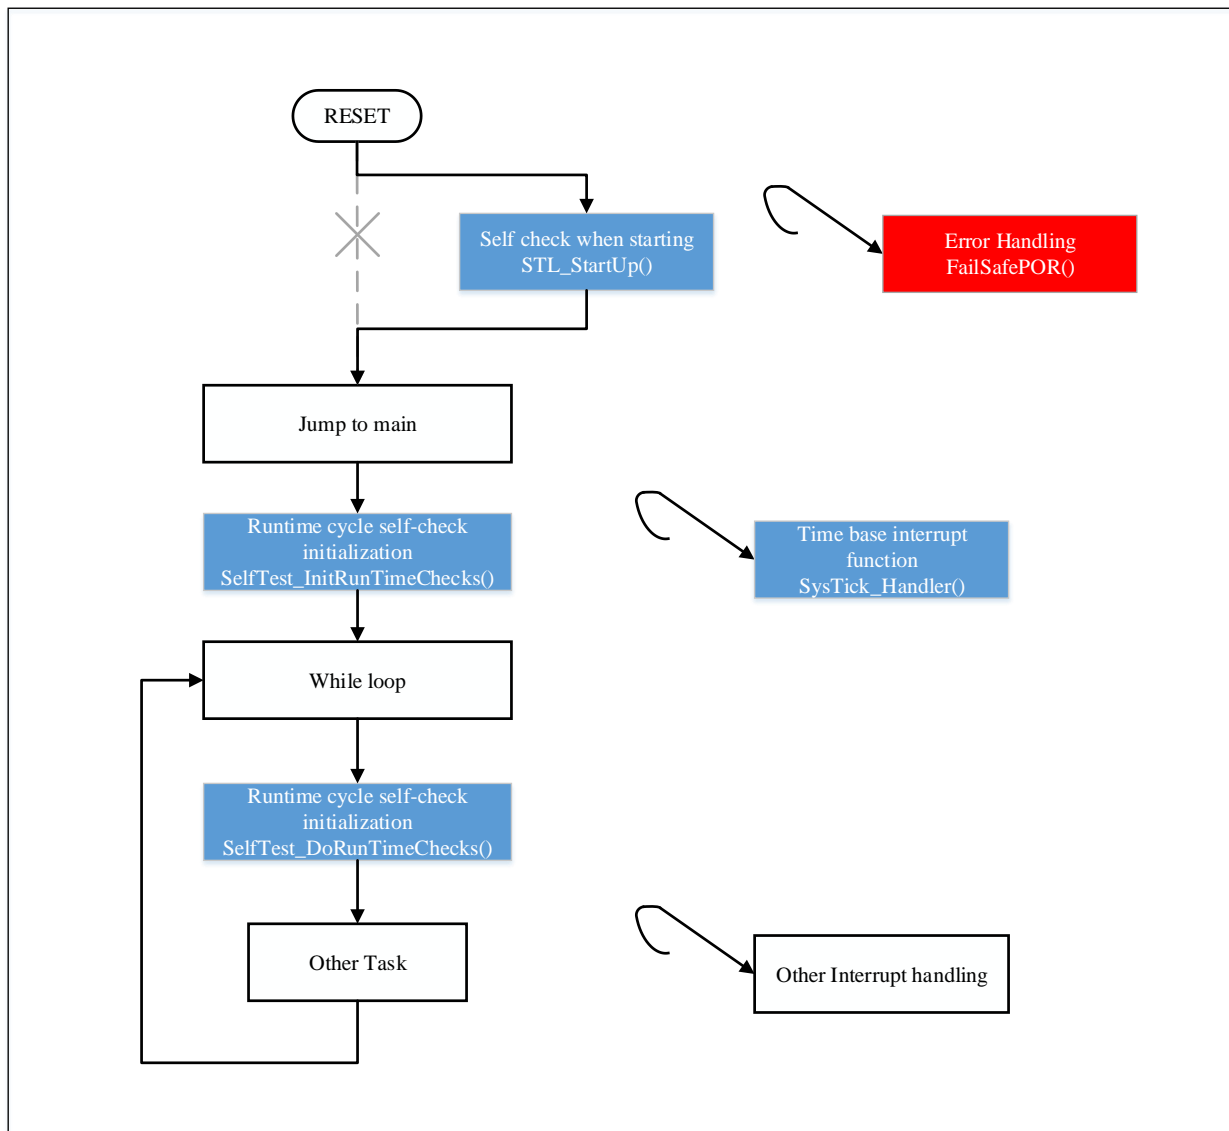 RESET
Self check when starting
STL_StartUp()
Error Handling
FailSafePOR()
Jump to main
Runtime cycle self-check
initialization
SelfTest_InitRunTimeChecks()
Time base interrupt
function
SysTick_Handler()
While loop
Runtime cycle self-check
initialization
SelfTest_DoRunTimeChecks()
Other Task
Other Interrupt handling